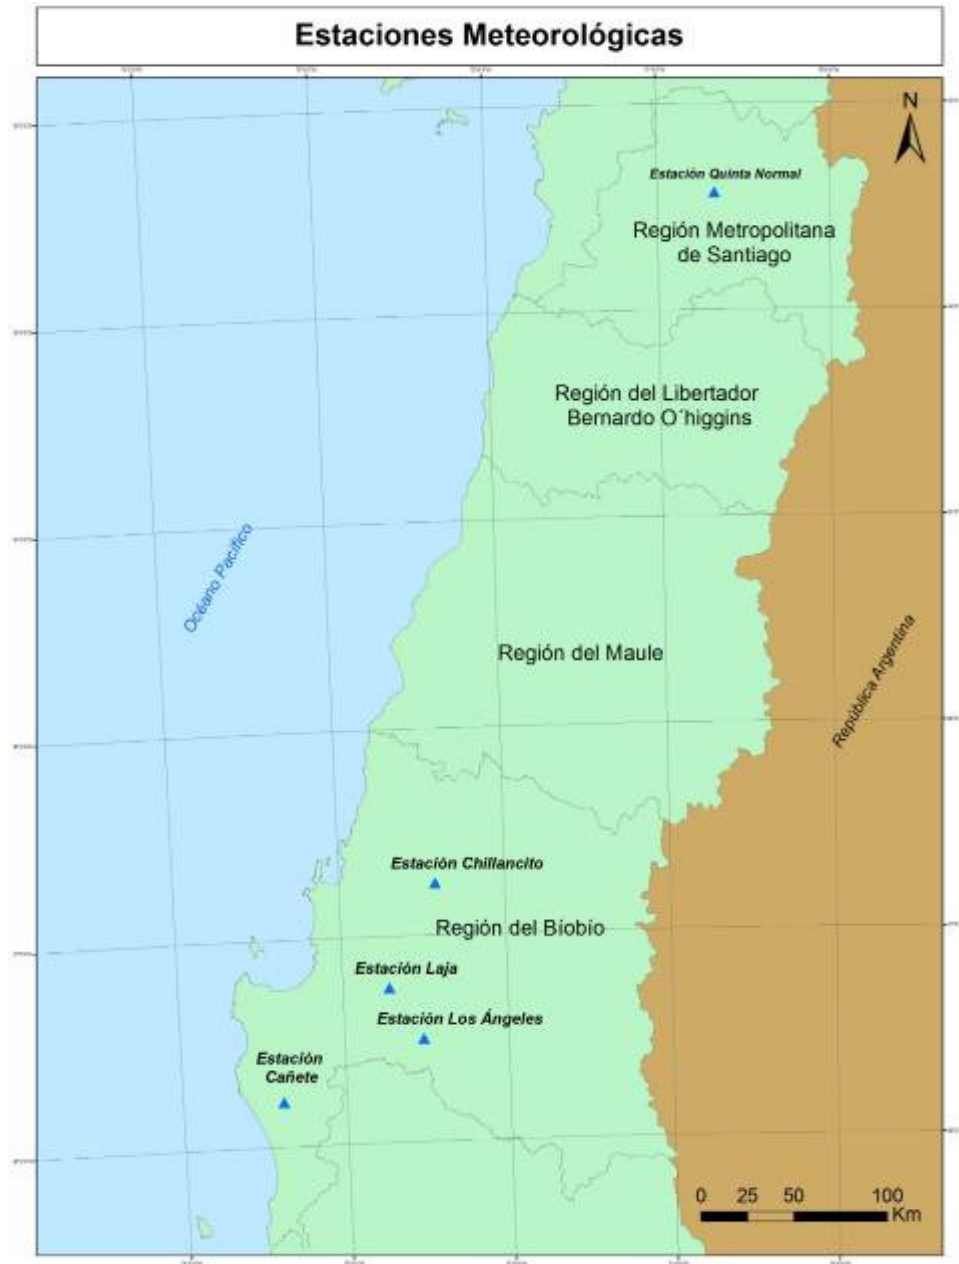 Estaciones Meteorológicas
N
Estación Quinta Normal
Región Metropolitana
de Santiago
Región del Libertador
Bernardo O´higgins
Océano Pacífico
República Argentina
Región del Maule
Estación Chillancito
Región del Bíobío
Estación Laja
Estación Los Ángeles
Estación
Cañete
0 25 50 100
Km